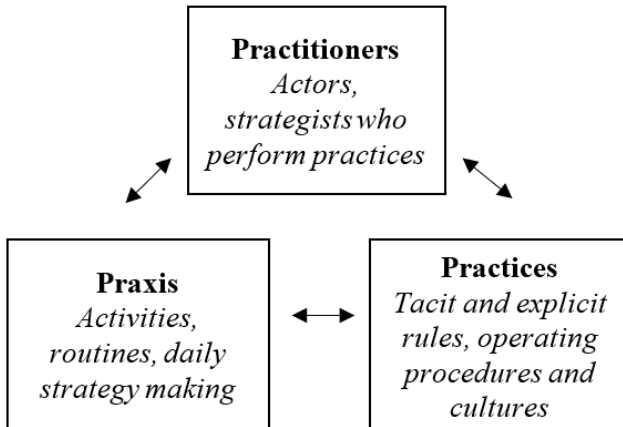 Practitioners
Actors,
strategists who
perform practices
Praxis
Activities,
routines, daily
strategy making
Practices
Tacit and explicit
rules, operating
procedures and
cultures